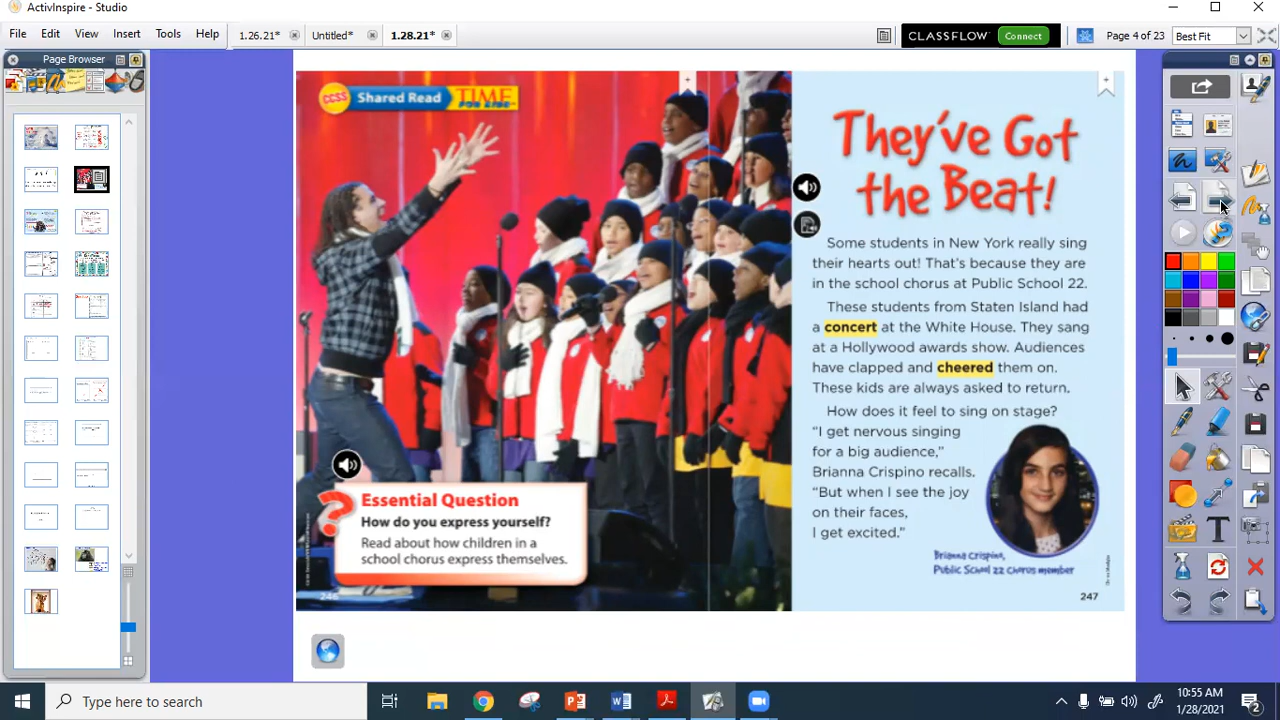 ActivInspire - Studio
File Edit View Insert Tools Help
1.26.21* Untitled* 1.28.21*
CLASSFLOW Connect
Page 4 of 23
Best Fit
Page Browser
CCSS Shared Read TIME FOR KIDS
They've Got
the Beat!
Some students in New York really sing
their hearts out! That's because they are
in the school chorus at Public School 22.
These students from Staten Island had
a concert at the White House. They sang
at a Hollywood awards show. Audiences
have clapped and cheered them on.
These kids are always asked to return.
How does it feel to sing on stage?
"I get nervous singing
for a big audience,"
Brianna Crispino recalls.
"But when I see the joy
on their faces,
I get excited."
Brianna Crispino,
Public School 22 chorus member
? Essential Question
How do you express yourself?
Read about how children in a
school chorus express themselves.
246
247
Type here to search
10:55 AM
1/28/2021
2